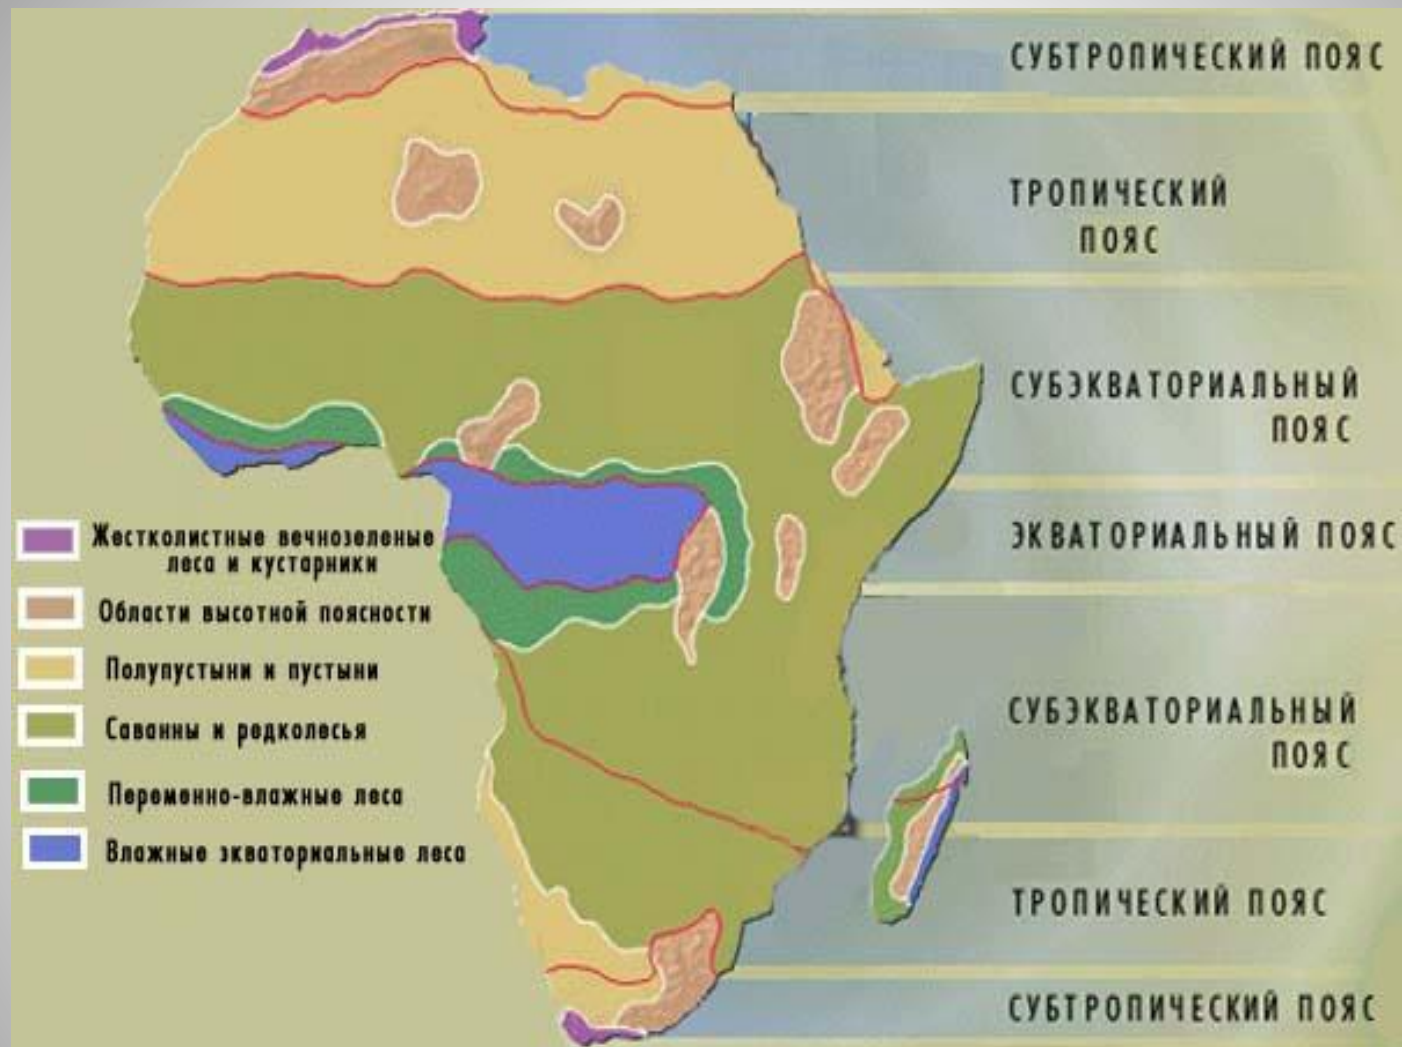 СУБТРОПИЧЕСКИЙ ПОЯС
ТРОПИЧЕСКИЙ
ПОЯС
СУБЭКВАТОРИАЛЬНЫЙ
ПОЯС
ЭКВАТОРИАЛЬНЫЙ ПОЯС
СУБЭКВАТОРИАЛЬНЫЙ
ПОЯС
ТРОПИЧЕСКИЙ ПОЯС
СУБТРОПИЧЕСКИЙ ПОЯС
Жестколистные вечнозеленые
леса и кустарники
Области высотной поясности
Полупустыни и пустыни
Саванны и редколесья
Переменно-влажные леса
Влажные экваториальные леса